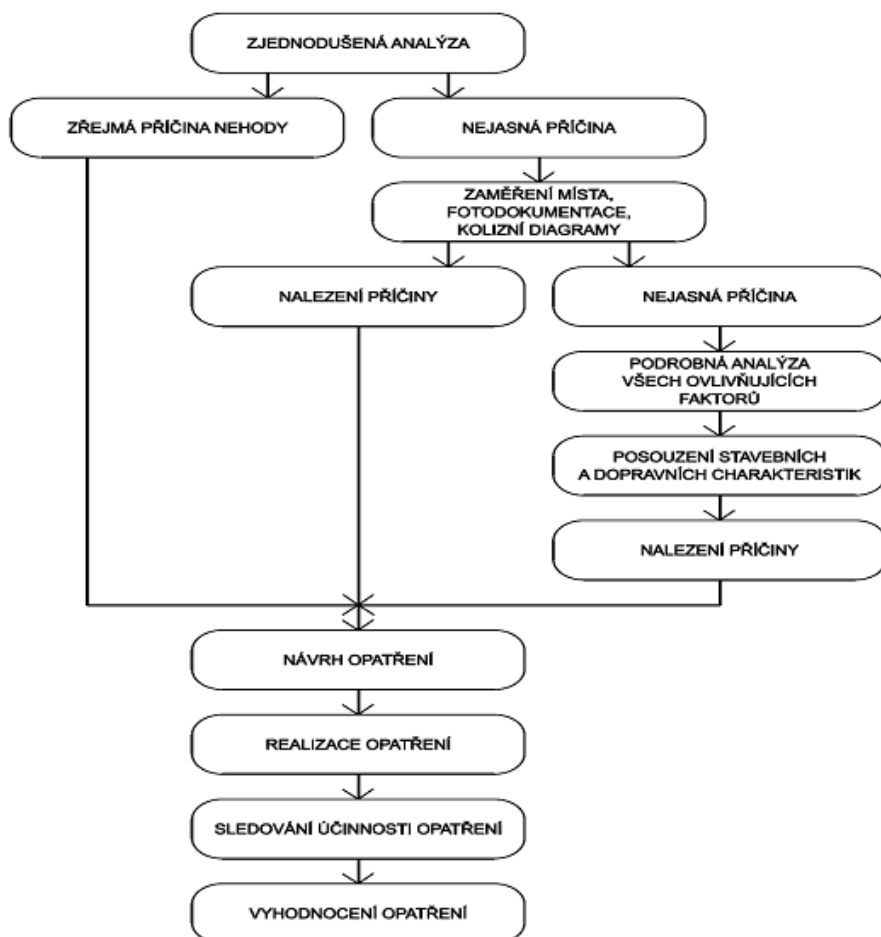 ZJEDNODUŠENÁ ANALÝZA
ZŘEJMÁ PŘÍČINA NEHODY
NEJASNÁ PŘÍČINA
ZAMĚŘENÍ MÍSTA,
FOTODOKUMENTACE,
KOLIZNÍ DIAGRAMY
NALEZENÍ PŘÍČINY
NEJASNÁ PŘÍČINA
PODROBNÁ ANALÝZA
VŠECH OVLIVŇUJÍCÍCH
FAKTORŮ
POSOUZENÍ STAVEBNÍCH
A DOPRAVNÍCH CHARAKTERISTIK
NALEZENÍ PŘÍČINY
NÁVRH OPATŘENÍ
REALIZACE OPATŘENÍ
SLEDOVÁNÍ ÚČINNOSTI OPATŘENÍ
VYHODNOCENÍ OPATŘENÍ